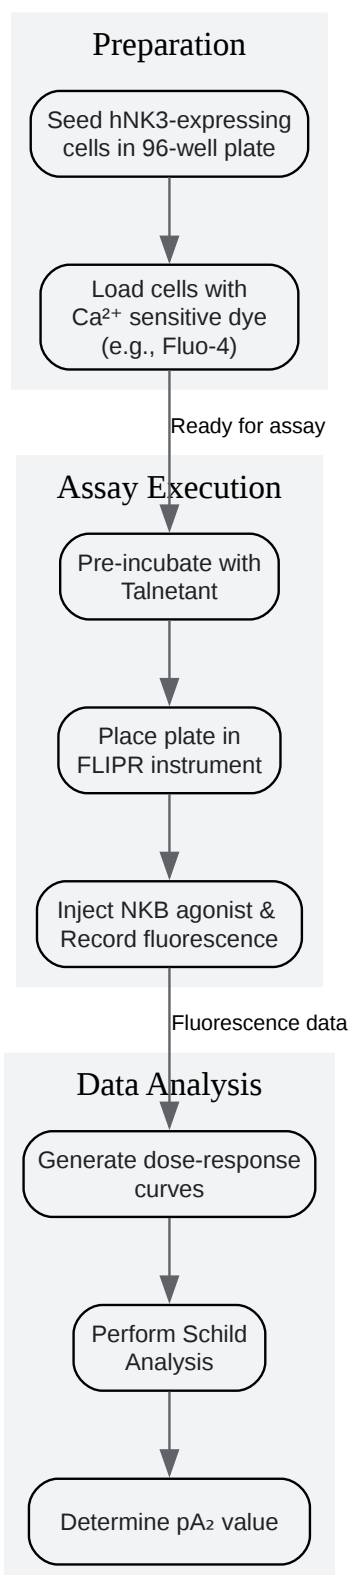 Preparation
Seed hNK3-expressing
cells in 96-well plate
Load cells with
Ca²⁺ sensitive dye
(e.g., Fluo-4)
Ready for assay
Assay Execution
Pre-incubate with
Talnetant
Place plate in
FLIPR instrument
Inject NKB agonist &
Record fluorescence
Fluorescence data
Data Analysis
Generate dose-response
curves
Perform Schild
Analysis
Determine pA₂ value